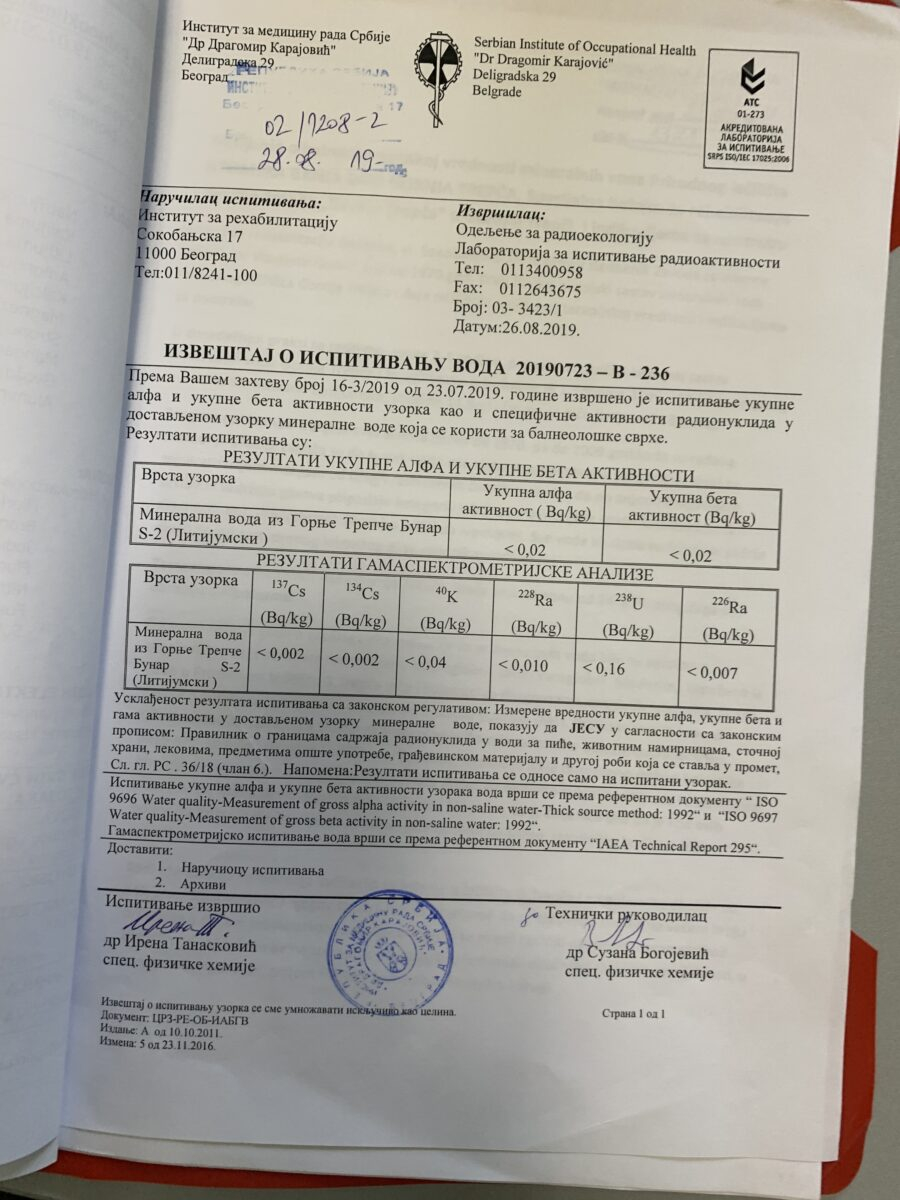 Институт за медицину рада Србије
"Др Драгомир Карајовић"
Делиградска 29
Београд
Serbian Institute of Occupational Health
"Dr Dragomir Karajović"
Deligradska 29
Belgrade
АТС
01-273
АКРЕДИТОВАНА
ЛАБОРАТОРИЈА
ЗА ИСПИТИВАЊЕ
SRPS ISO/IEC 17025:2006
РЕПУБЛИКА СРБИЈА
02/1208-2
28.08. 19-
Наручилац испитивања:
Институт за рехабилитацију
Сокобањска 17
11000 Београд
Тел:011/8241-100
Извршилац:
Одељење за радиоекологију
Лабораторија за испитивање радиоактивности
Тел: 0113400958
Fax: 0112643675
Број: 03- 3423/1
Датум:26.08.2019.
ИЗВЕШТАЈ О ИСПИТИВАЊУ ВОДА 20190723 – В - 236
Према Вашем захтеву број 16-3/2019 од 23.07.2019. године извршено је испитивање укупне
алфа и укупне бета активности узорка као и специфичне активности радионуклида у
достављеном узорку минералне воде која се користи за балнеолошке сврхе.
Резултати испитивања су:
РЕЗУЛТАТИ УКУПНЕ АЛФА И УКУПНЕ БЕТА АКТИВНОСТИ
Врста узорка
Укупна алфа
активност ( Bq/kg)
Укупна бета
активност (Bq/kg)
Минерална вода из Горње Трепче Бунар
S-2 (Литијумски )
< 0,02
< 0,02
РЕЗУЛТАТИ ГАМАСПЕКТРОМЕТРИЈСКЕ АНАЛИЗЕ
Врста узорка
137Cs
(Bq/kg)
134Cs
(Bq/kg)
40K
(Bq/kg)
228Ra
(Bq/kg)
238U
(Bq/kg)
226Ra
(Bq/kg)
Минерална вода
из Горње Трепче
Бунар S-2
(Литијумски )
< 0,002
< 0,002
< 0,04
< 0,010
< 0,16
< 0,007
Усклађеност резултата испитивања са законском регулативом: Измерене вредности укупне алфа, укупне бета и
гама активности у достављеном узорку минералне воде, показују да ЈЕСУ у сагласности са законским
прописом: Правилник о границама садржаја радионуклида у води за пиће, животним намирницама, сточној
храни, лековима, предметима опште употребе, грађевинском материјалу и другој роби која се ставља у промет,
Сл. гл. РС . 36/18 (члан 6.). Напомена:Резултати испитивања се односе само на испитани узорак.
Испитивање укупне алфа и укупне бета активности узорака вода врши се према референтном документу “ ISO
9696 Water quality-Measurement of gross alpha activity in non-saline water-Thick source method: 1992“ и “ISO 9697
Water quality-Measurement of gross beta activity in non-saline water: 1992“.
Гамаспектрометријско испитивање вода врши се према референтном документу “IAEA Technical Report 295“.
Доставити:
1. Наручиоцу испитивања
2. Архиви
Испитивање извршио
др Ирена Танасковић
спец. физичке хемије
Технички руководилац
др Сузана Богојевић
спец. физичке хемије
Извештај о испитивању узорка се сме умножавати искључиво као целина.
Документ: ЦРЗ-РЕ-ОБ-ИАБГВ
Издање: А од 10.10.2011.
Измена: 5 од 23.11.2016.
Страна 1 од 1